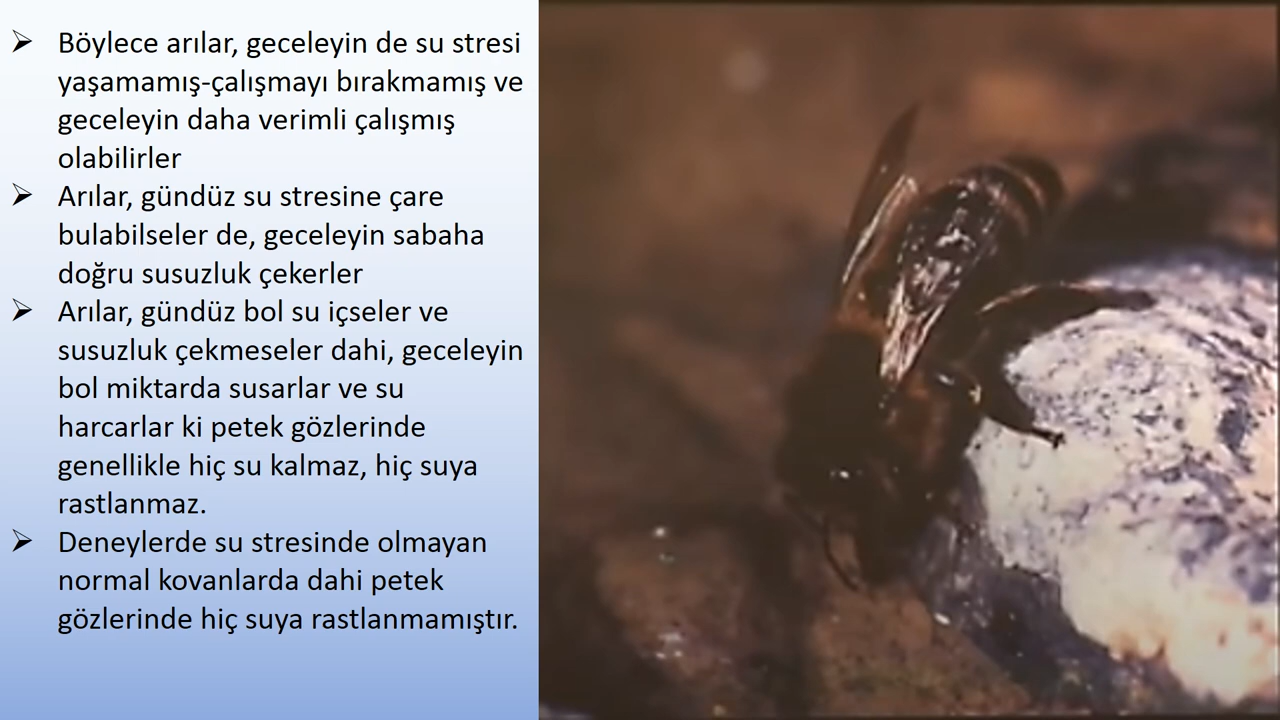 ➢ Böylece arılar, geceleyin de su stresi
yaşamamış-çalışmayı bırakmamış ve
geceleyin daha verimli çalışmış
olabilirler
➢ Arılar, gündüz su stresine çare
bulabilseler de, geceleyin sabaha
doğru susuzluk çekerler
➢ Arılar, gündüz bol su içseler ve
susuzluk çekmeseler dahi, geceleyin
bol miktarda susarlar ve su
harcarlar ki petek gözlerinde
genellikle hiç su kalmaz, hiç suya
rastlanmaz.
➢ Deneylerde su stresinde olmayan
normal kovanlarda dahi petek
gözlerinde hiç suya rastlanmamıştır.